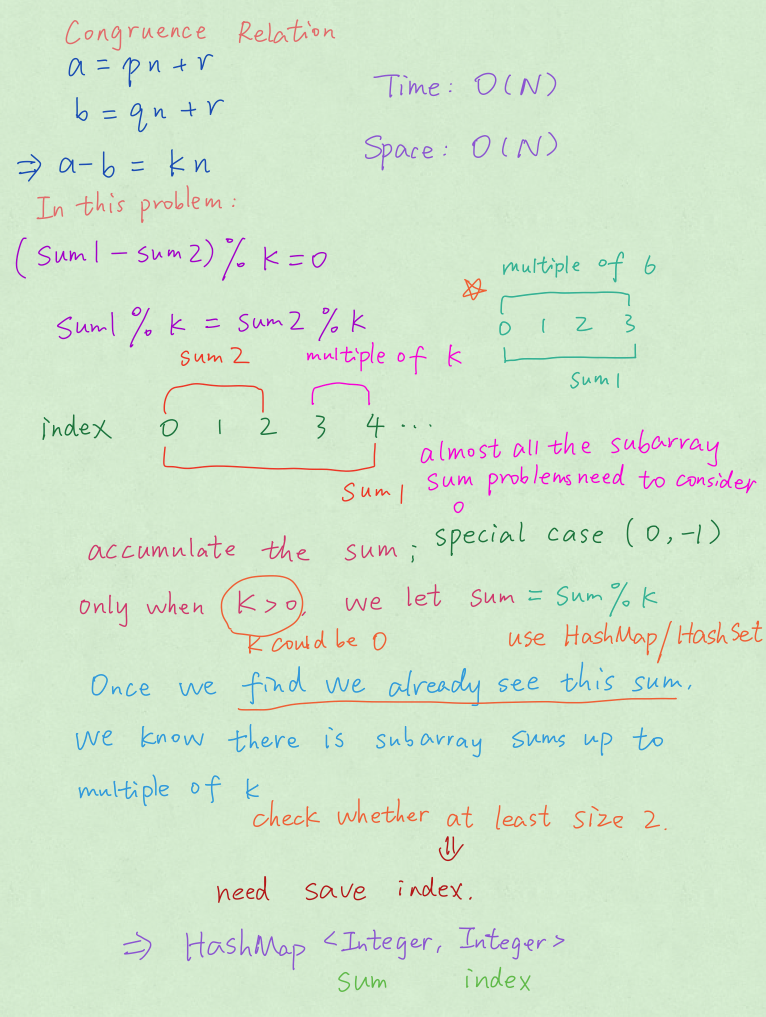 Congruence Relation
a = pn + r
b = qn + r
⇒ a-b = kn
Time: O(N)
Space: O(N)
In this problem:
(sum1 - sum2) % k = 0
sum1 % k = sum2 % k
multiple of 6
0 1 2 3
sum1
sum2 multiple of k
index 0 1 2 3 4 ...
sum1
almost all the subarray
sum problems need to consider
0
accumulate the sum; special case (0, -1)
only when k>0, we let sum = sum % k
k could be 0 use HashMap/HashSet
Once we find we already see this sum,
we know there is subarray sums up to
multiple of k
check whether at least size 2.
⇓
need save index.
⇒ HashMap <Integer, Integer>
sum index